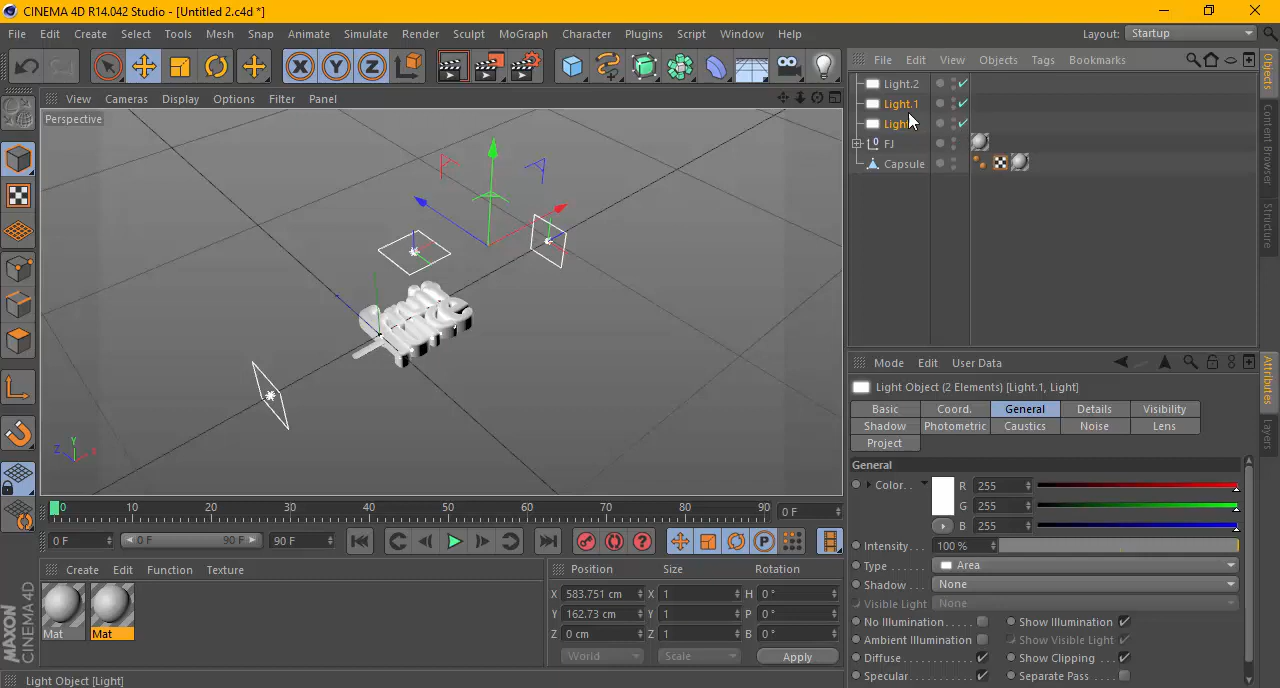 CINEMA 4D R14.042 Studio - [Untitled 2.c4d *]
File Edit Create Select Tools Mesh Snap Animate Simulate Render Sculpt MoGraph Character Plugins Script Window Help Layout: Startup
X Y Z
File Edit View Objects Tags Bookmarks
View Cameras Display Options Filter Panel
Perspective
Light.2
Light.1
Light
FJ
Capsule
Objects
Content Browser
Structure
Attributes
Layers
Mode Edit User Data
Light Object (2 Elements) [Light.1, Light]
Basic Coord. General Details Visibility
Shadow Photometric Caustics Noise Lens
Project
General
Color. . R 255
G 255
B 255
Intensity. . . 100 %
Type . . . . . . Area
Shadow . . . None
Visible Light None
No Illumination. . . . . Show Illumination
Ambient Illumination Show Visible Light
Diffuse. . . . . . . . . . . . Show Clipping . . .
Specular. . . . . . . . . . Separate Pass . . . .
Y
Z X
0 10 20 30 40 50 60 70 80 90 0 F
0 F 0 F 90 F 90 F
P
Create Edit Function Texture
Mat Mat
Position Size Rotation
X 583.751 cm X 1 H 0 °
Y 162.73 cm Y 1 P 0 °
Z 0 cm Z 1 B 0 °
World Scale Apply
MAXON
CINEMA 4D
Light Object [Light]